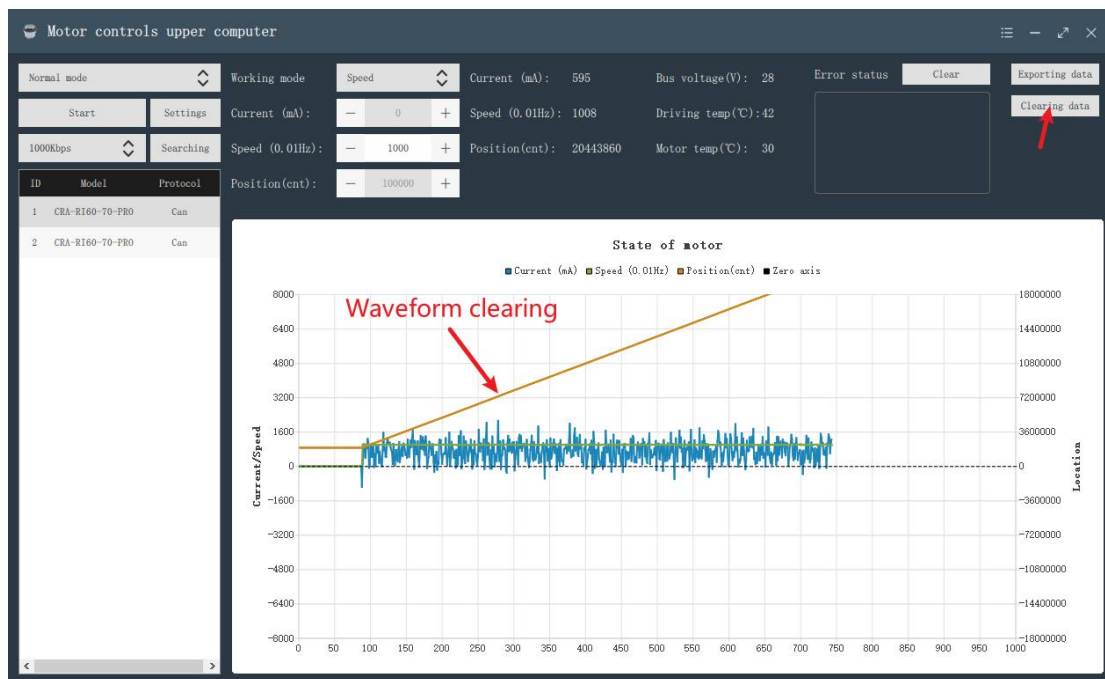 Motor controls upper computer
Normal mode
Start Settings
1000Kbps Searching
ID Model Protocol
1 CRA-RI60-70-PRO Can
2 CRA-RI60-70-PRO Can
Working mode Speed
Current (mA): − 0 +
Speed (0.01Hz): − 1000 +
Position(cnt): − 100000 +
Current (mA): 595
Speed (0.01Hz): 1008
Position(cnt): 20443860
Bus voltage(V): 28
Driving temp(℃):42
Motor temp(℃): 30
Error status Clear
Exporting data
Clearing data
State of motor
Current (mA) Speed (0.01Hz) Position(cnt) Zero axis
Waveform clearing
Current/Speed
8000
6400
4800
3200
1600
0
-1600
-3200
-4800
-6400
-8000
18000000
14400000
10800000
7200000
3600000
0
-3600000
-7200000
-10800000
-14400000
-18000000
Location
0 50 100 150 200 250 300 350 400 450 500 550 600 650 700 750 800 850 900 950 1000